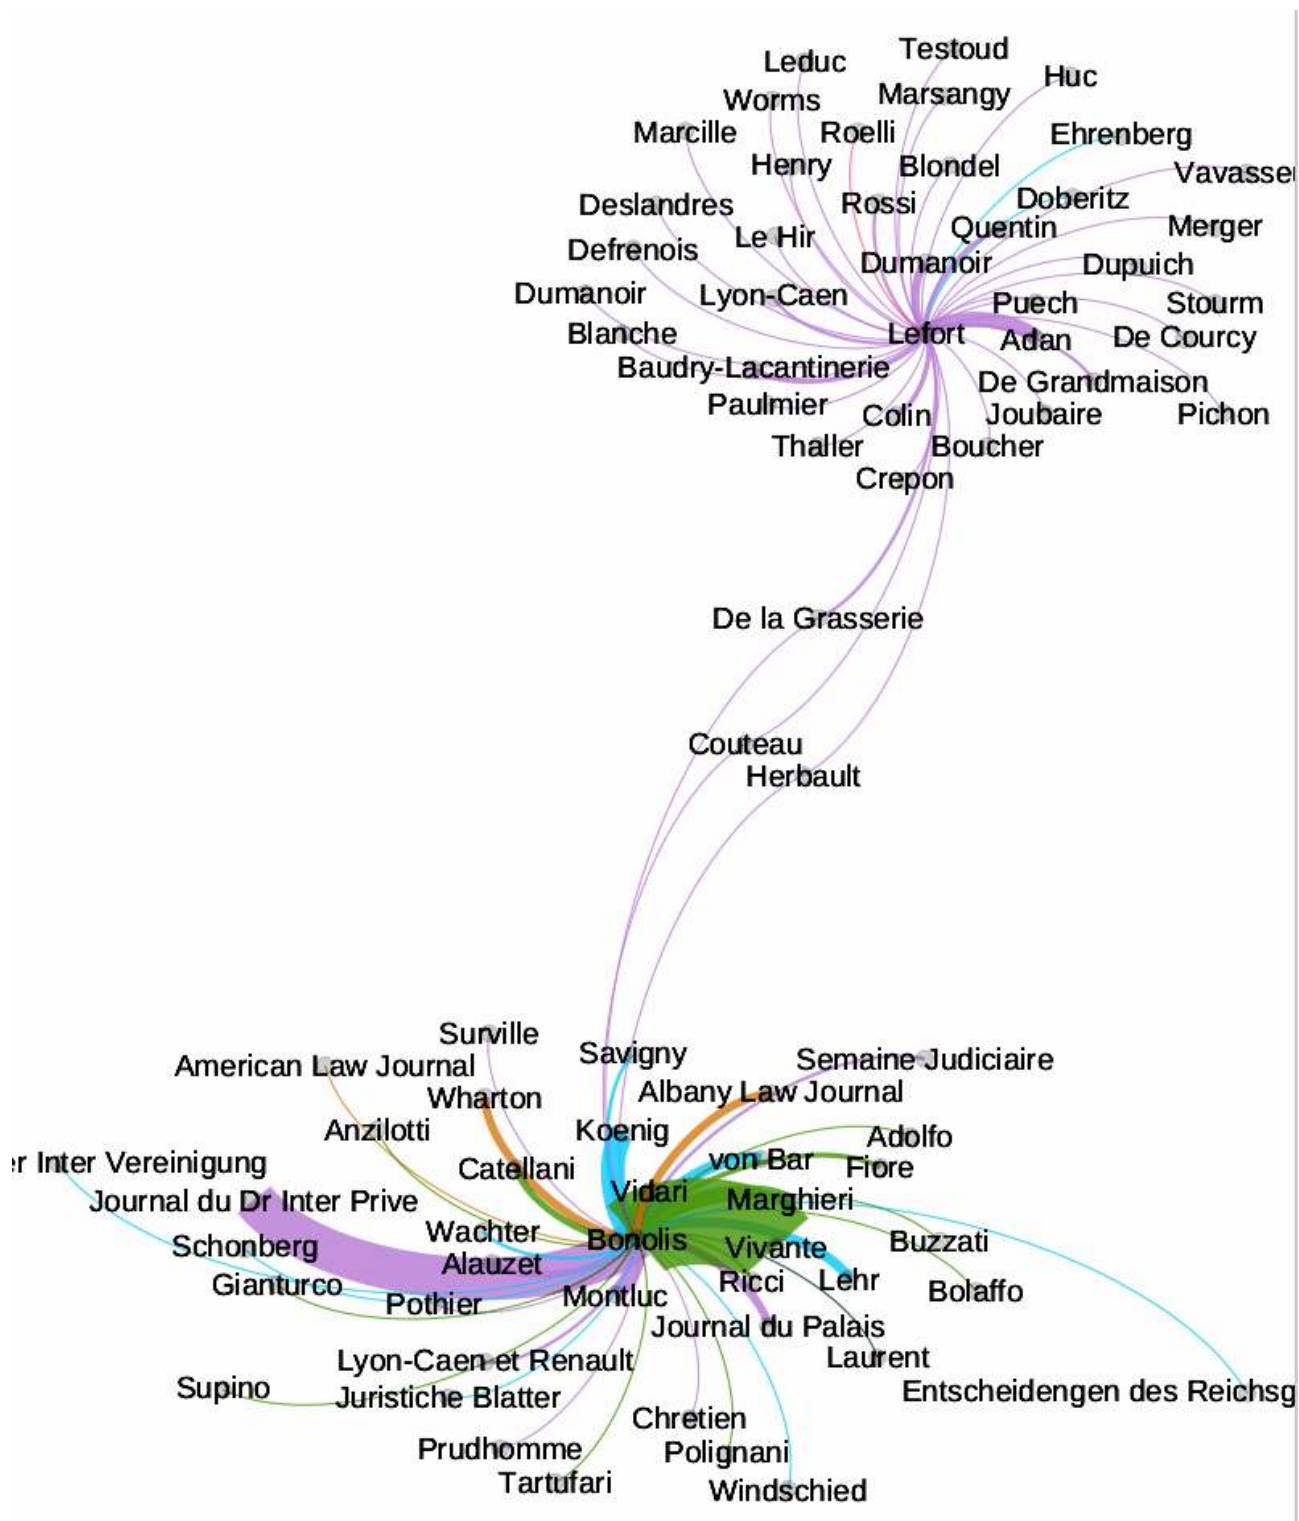 Testoud
Leduc
Huc
Marsangy
Worms
Marcille
Roelli
Ehrenberg
Henry
Blondel
Vavasse
Doberitz
Deslandres
Rossi
Quentin
Merger
Le Hir
Defrenois
Dumanoir
Dupuich
Dumanoir
Lyon-Caen
Puech
Stourm
Blanche
Lefort
Adan
De Courcy
Baudry-Lacantinerie
De Grandmaison
Paulmier
Colin
Joubaire
Pichon
Thaller
Boucher
Crepon
De la Grasserie
Couteau
Herbault
Surville
Savigny
Semaine Judiciaire
American Law Journal
Albany Law Journal
Wharton
Anzilotti
Koenig
Adolfo
er Inter Vereinigung
Catellani
von Bar
Fiore
Journal du Dr Inter Prive
Vidari
Marghieri
Wachter
Bonolis
Schonberg
Vivante
Buzzati
Alauzet
Gianturco
Ricci
Lehr
Bolaffo
Pothier
Montluc
Journal du Palais
Lyon-Caen et Renault
Laurent
Supino
Juristiche Blatter
Entscheidengen des Reichsg
Chretien
Prudhomme
Polignani
Tartufari
Windschied